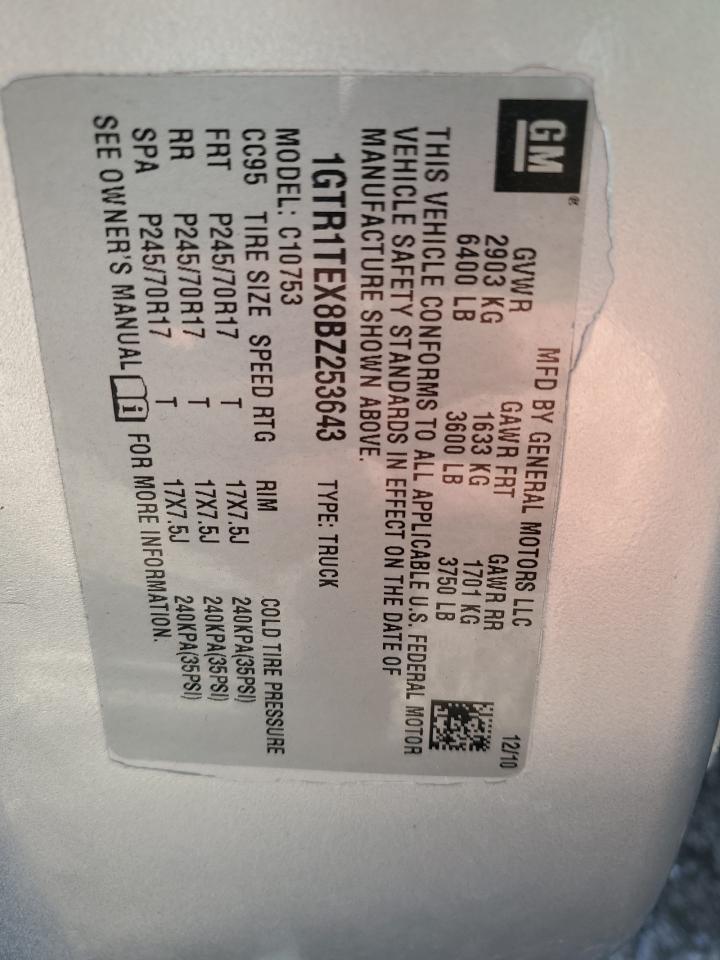 GM®
MFD BY GENERAL MOTORS LLC 12/10
GVWR GAWR FRT GAWR RR
2903 KG 1633 KG 1701 KG
6400 LB 3600 LB 3750 LB
THIS VEHICLE CONFORMS TO ALL APPLICABLE U.S. FEDERAL MOTOR
VEHICLE SAFETY STANDARDS IN EFFECT ON THE DATE OF
MANUFACTURE SHOWN ABOVE.
1GTR1TEX8BZ253643 TYPE: TRUCK
MODEL: C10753
CC95 TIRE SIZE SPEED RTG RIM COLD TIRE PRESSURE
FRT P245/70R17 T 17X7.5J 240KPA(35PSI)
RR P245/70R17 T 17X7.5J 240KPA(35PSI)
SPA P245/70R17 T 17X7.5J 240KPA(35PSI)
SEE OWNER'S MANUAL i FOR MORE INFORMATION.